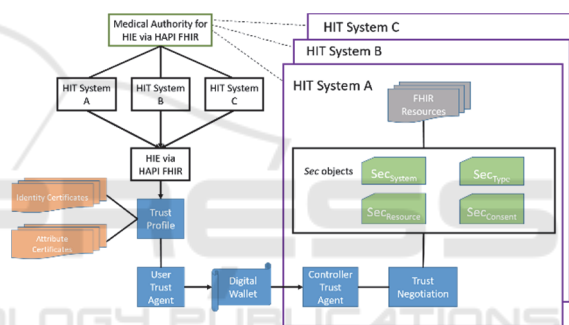 Medical Authority for
HIE via HAPI FHIR
HIT System C
HIT System B
HIT System A
HIT System
A
HIT System
B
HIT System
C
FHIR
Resources
HIE via
HAPI FHIR
Sec objects
SecSystem
SecType
SecResource
SecConsent
Identity Certificates
Attribute
Certificates
Trust
Profile
User
Trust
Agent
Digital
Wallet
Controller
Trust
Agent
Trust
Negotiation
OLOGY PUBLICATIONS